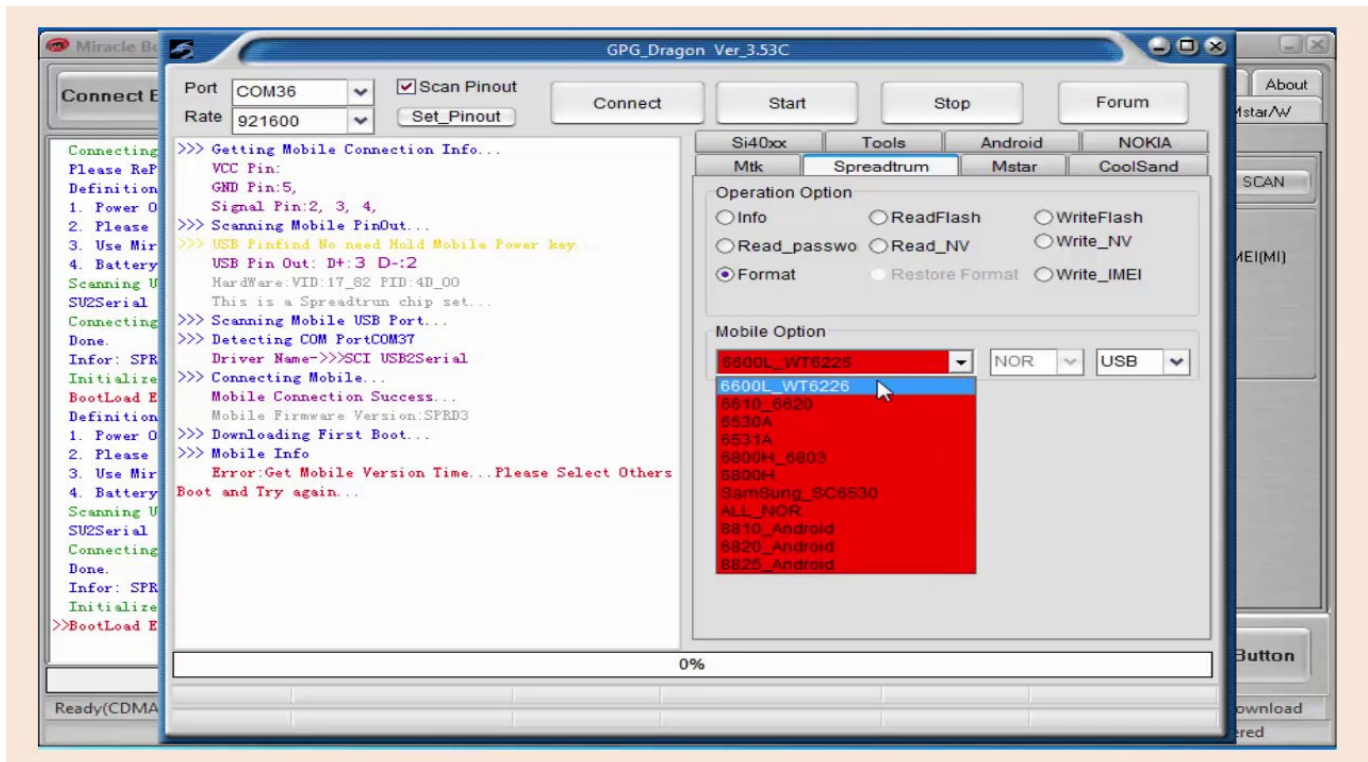 Miracle Bo
GPG_Dragon Ver_3.53C
Connect E
About
Mstar/W
SCAN
MEI(MI)
Port COM36 Scan Pinout
Rate 921600 Set_Pinout
Connect Start Stop Forum
Si40xx Tools Android NOKIA
Mtk Spreadtrum Mstar CoolSand
Operation Option
Info ReadFlash WriteFlash
Read_passwo Read_NV Write_NV
Format Restore Format Write_IMEI
Mobile Option
6600L_WT6226 NOR USB
6600L_WT6226
6610_6620
6530A
6531A
6800H_6803
6800H
SamSung_SC6530
ALL_NOR
8810_Android
6820_Android
8825_Android
>>> Getting Mobile Connection Info...
VCC Pin:
GND Pin:5,
Signal Pin:2, 3, 4,
>>> Scanning Mobile PinOut...
>>> USB Pinfind No need Hold Mobile Power key...
USB Pin Out: D+:3 D-:2
HardWare:VID:17_82 PID:4D_00
This is a Spreadtrun chip set...
>>> Scanning Mobile USB Port...
>>> Detecting COM PortCOM37
Driver Name->>>SCI USB2Serial
>>> Connecting Mobile...
Mobile Connection Success...
Mobile Firmware Version:SPRD3
>>> Downloading First Boot...
>>> Mobile Info
Error:Get Mobile Version Time...Please Select Others
Boot and Try again...
Connecting
Please ReP
Definition
1. Power O
2. Please
3. Use Mir
4. Battery
Scanning U
SU2Serial
Connecting
Done.
Infor: SPR
Initialize
BootLoad E
Definition
1. Power O
2. Please
3. Use Mir
4. Battery
Scanning U
SU2Serial
Connecting
Done.
Infor: SPR
Initialize
>>BootLoad E
0%
Button
Ready(CDMA
ownload
ered